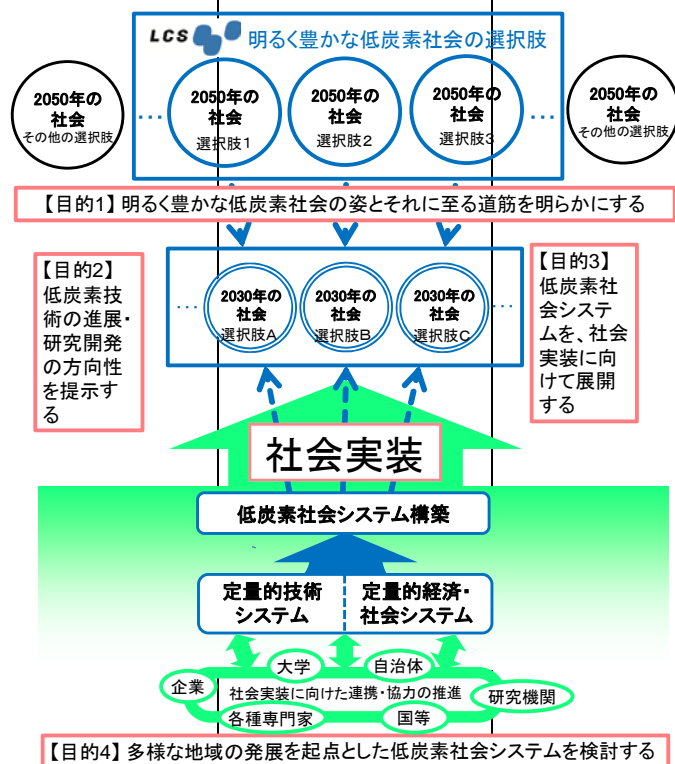 LCS 明るく豊かな低炭素社会の選択肢
2050年の
社会
その他の選択肢
…
2050年の
社会
選択肢1
2050年の
社会
選択肢2
2050年の
社会
選択肢3
…
2050年の
社会
その他の選択肢
【目的1】 明るく豊かな低炭素社会の姿とそれに至る道筋を明らかにする
【目的2】
低炭素技
術の進展・
研究開発
の方向性
を提示す
る
…
2030年の
社会
選択肢A
2030年の
社会
選択肢B
2030年の
社会
選択肢C
…
【目的3】
低炭素社
会システ
ムを、社会
実装に向
けて展開
する
社会実装
低炭素社会システム構築
定量的技術
システム
定量的経済・
社会システム
大学
自治体
企業
社会実装に向けた連携・協力の推進
研究機関
各種専門家
国等
【目的4】 多様な地域の発展を起点とした低炭素社会システムを検討する